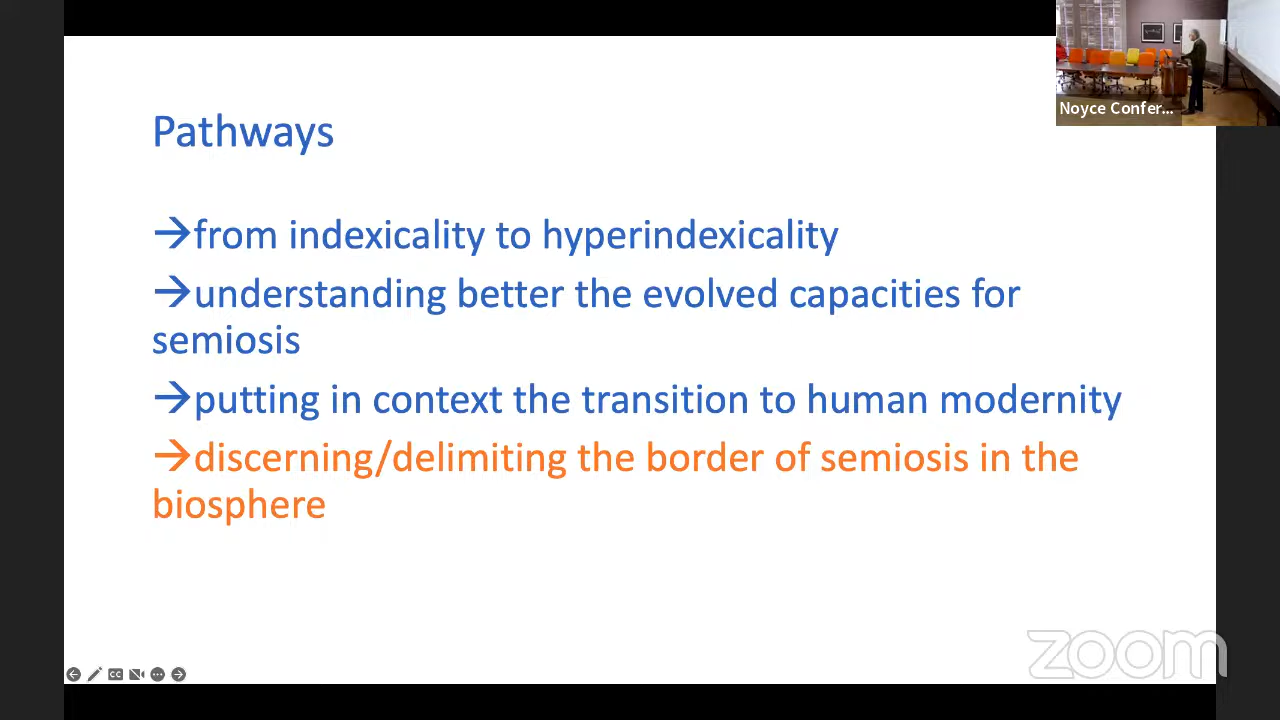 Noyce Confer...
Pathways
→from indexicality to hyperindexicality
→understanding better the evolved capacities for
semiosis
→putting in context the transition to human modernity
→discerning/delimiting the border of semiosis in the
biosphere
zoom
CC